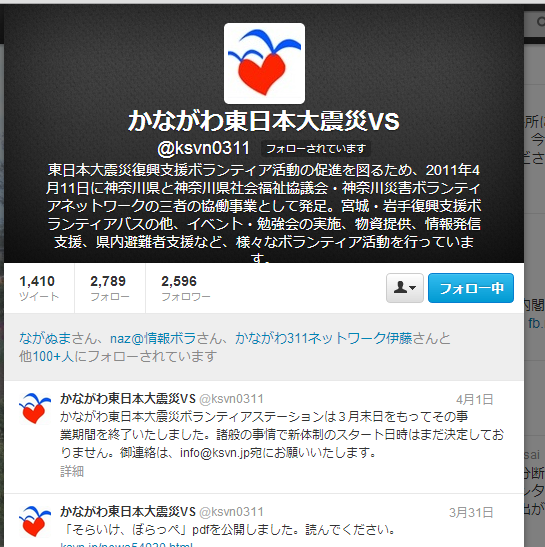 かながわ東日本大震災VS
@ksvn0311 フォローされています
東日本大震災復興支援ボランティア活動の促進を図るため、2011年4
月11日に神奈川県と神奈川県社会福祉協議会・神奈川災害ボランティ
アネットワークの三者の協働事業として発足。宮城・岩手復興支援ボ
ランティアバスの他、イベント・勉強会の実施、物資提供、情報発信
支援、県内避難者支援など、様々なボランティア活動を行っていま
す。
1,410 2,789 2,596
ツイート フォロー フォロワー
フォロー中
ながぬまさん、naz@情報ボラさん、かながわ311ネットワーク伊藤さんと
他100+人にフォローされています
かながわ東日本大震災VS @ksvn0311 4月1日
かながわ東日本大震災ボランティアステーションは３月末日をもってその事
業期間を終了いたしました。諸般の事情で新体制のスタート日時はまだ決定してお
りません。御連絡は、info@ksvn.jp宛にお願いいたします。
詳細
かながわ東日本大震災VS @ksvn0311 3月31日
「そらいけ、ぼらっぺ」pdfを公開しました。読んでください。
内閣
fb.
sai
分断
ンタ
出が